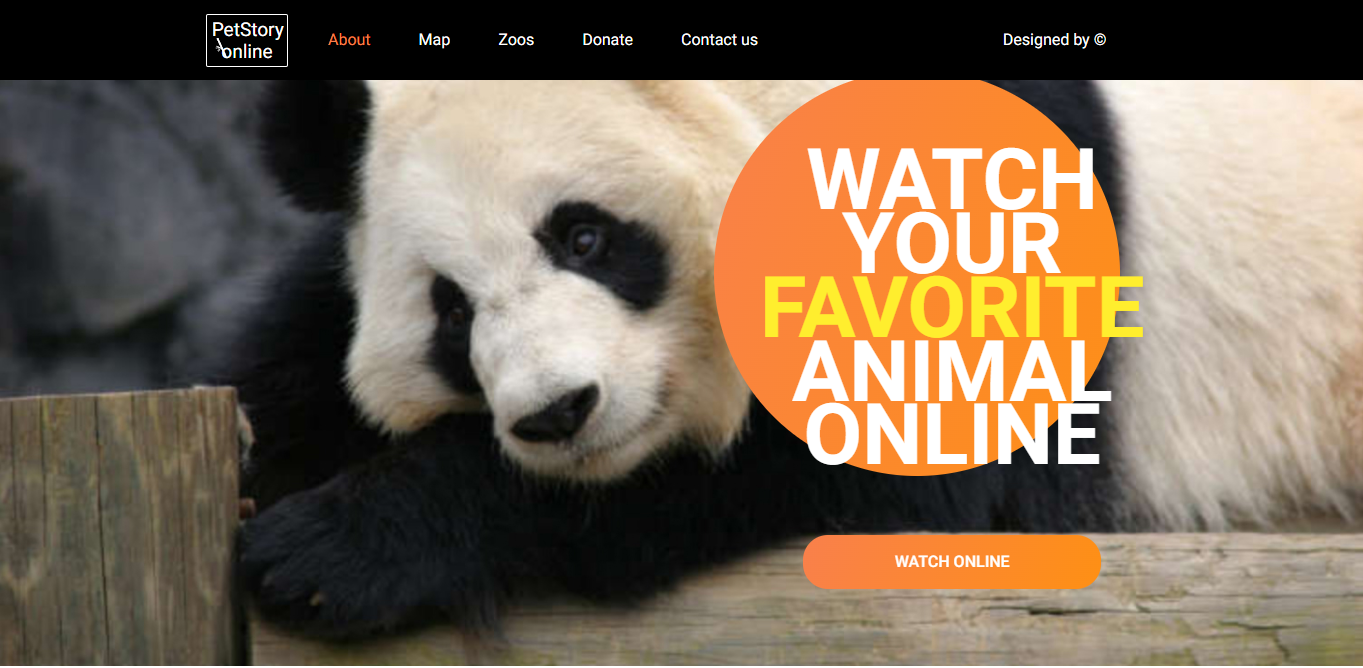 PetStory
online
About
Map
Zoos
Donate
Contact us
Designed by ©
WATCH
YOUR
FAVORITE
ANIMAL
ONLINE
WATCH ONLINE